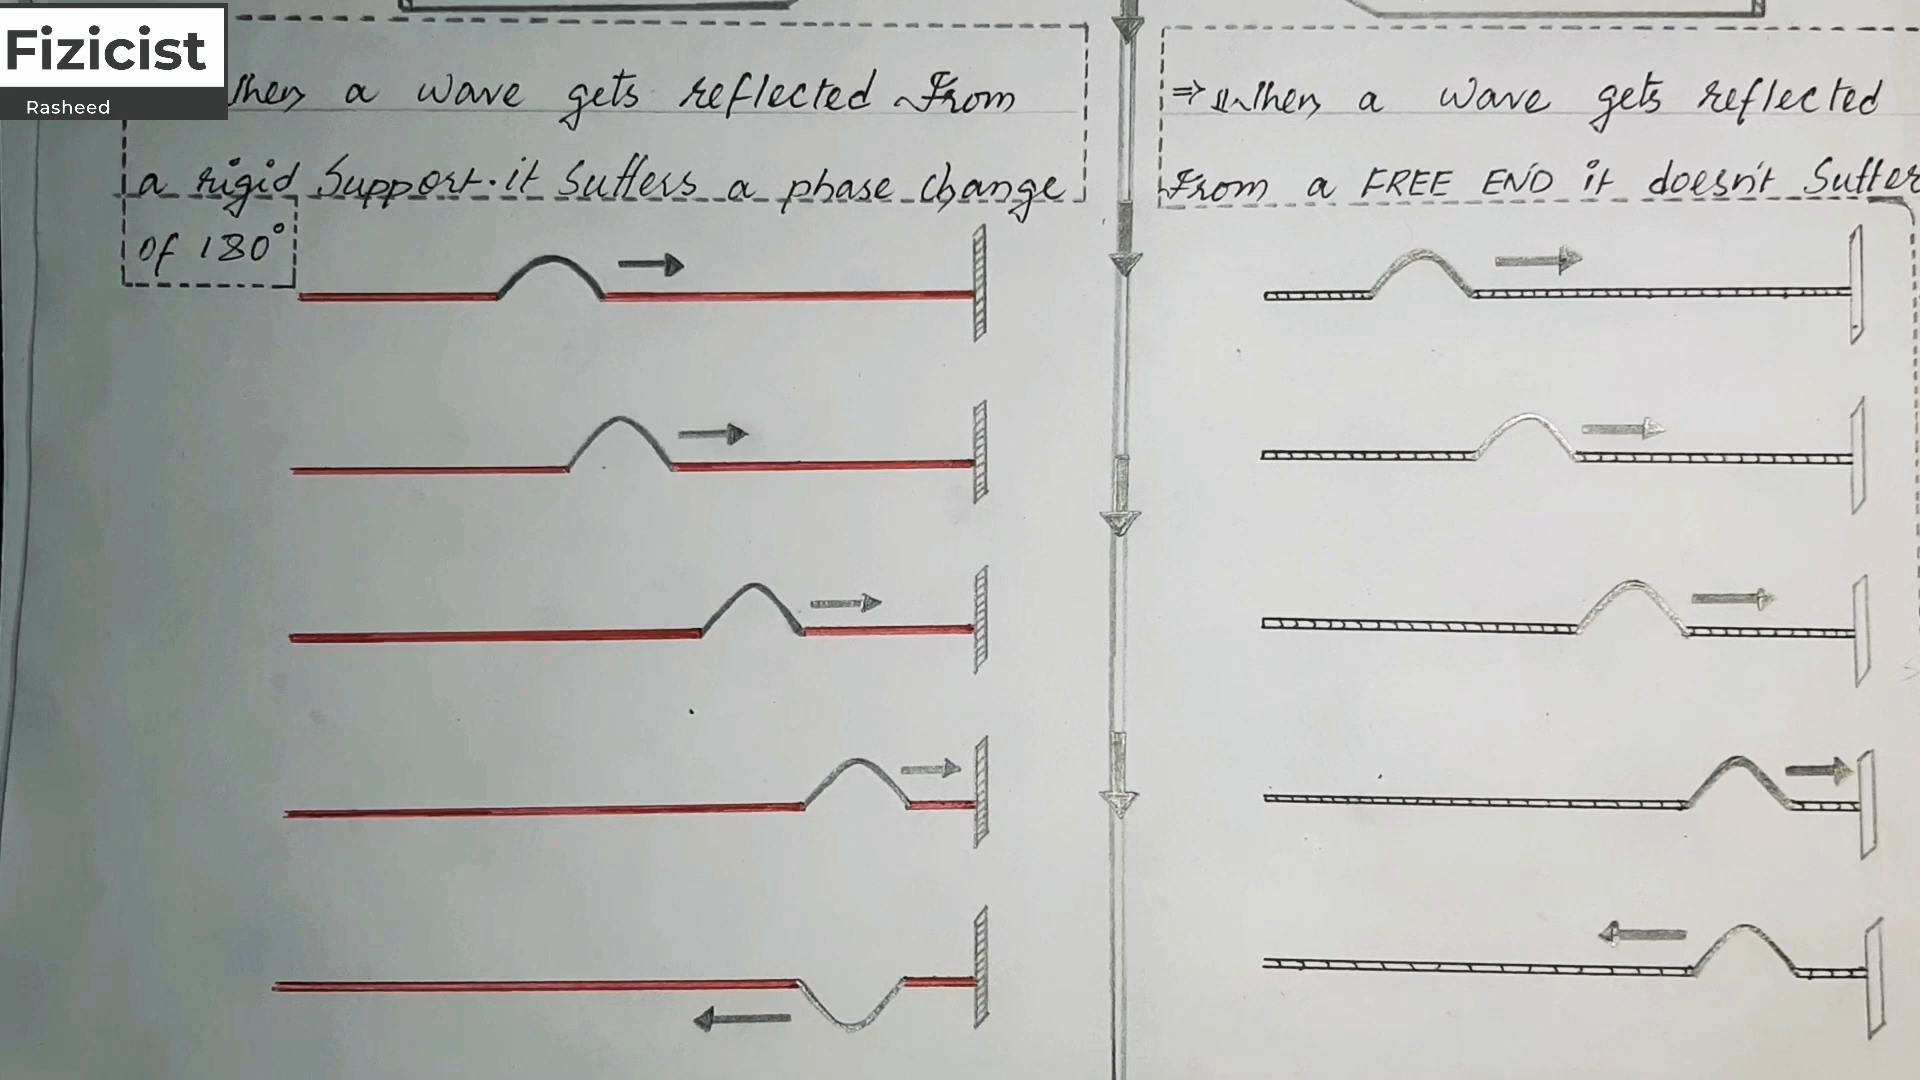 Fizicist
Rasheed
When a wave gets reflected From
a rigid Support. it Suffers a phase change
of 180°
⇒ When a wave gets reflected
From a FREE END it doesn't Suffer